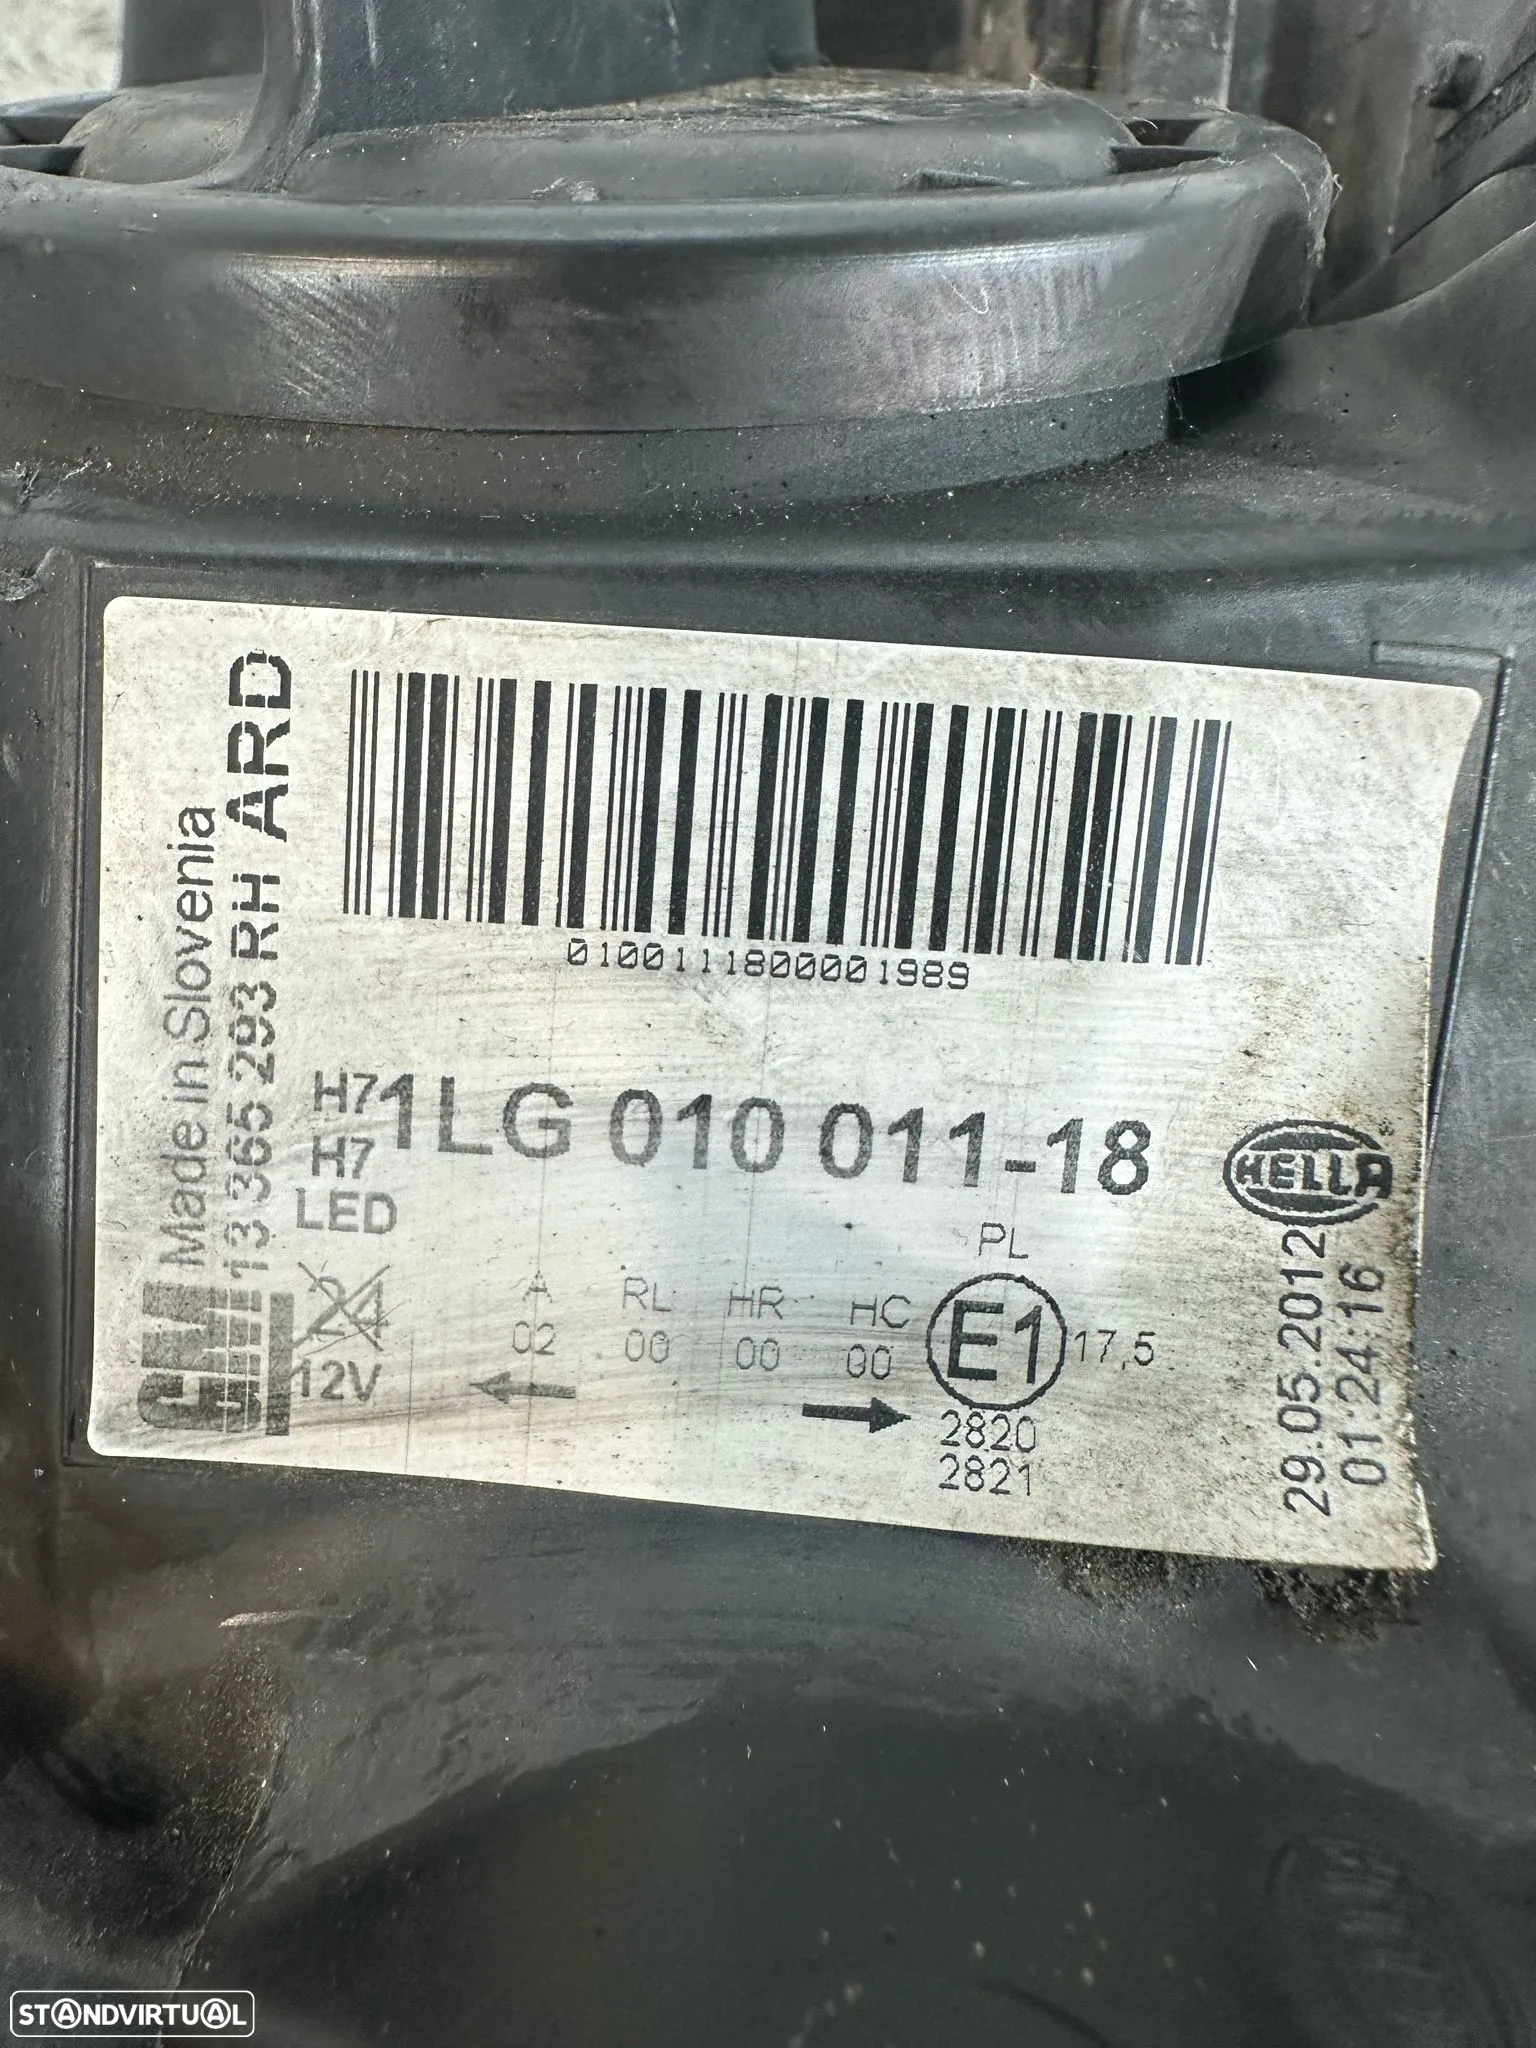 Made in Slovenia
GM 13 365 293 RH ARD
0100111800001989
H7
H7
LED
1LG 010 011-18
HELLA
24
12V
A
02
RL
00
HR
00
HC
00
PL
E1
17,5
2820
2821
29.05.2012
01:24:16
STANDVIRTUAL